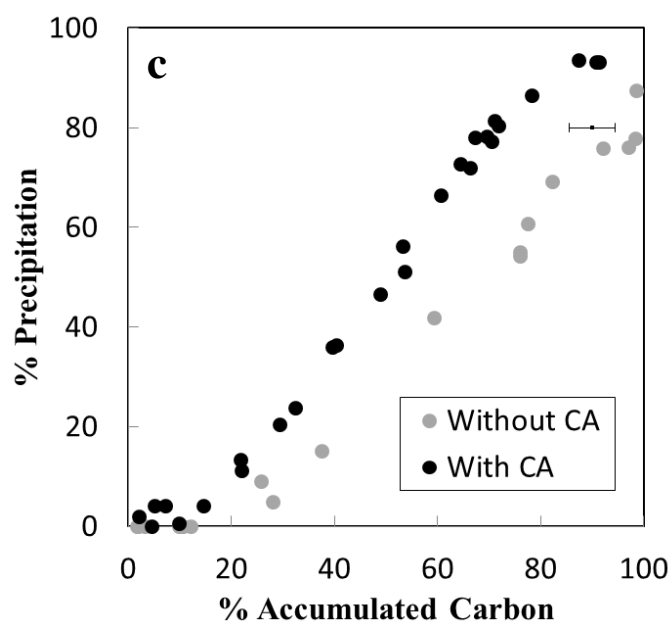 100
c
80
60
% Precipitation
40
Without CA
20
With CA
0
0 20 40 60 80 100
% Accumulated Carbon